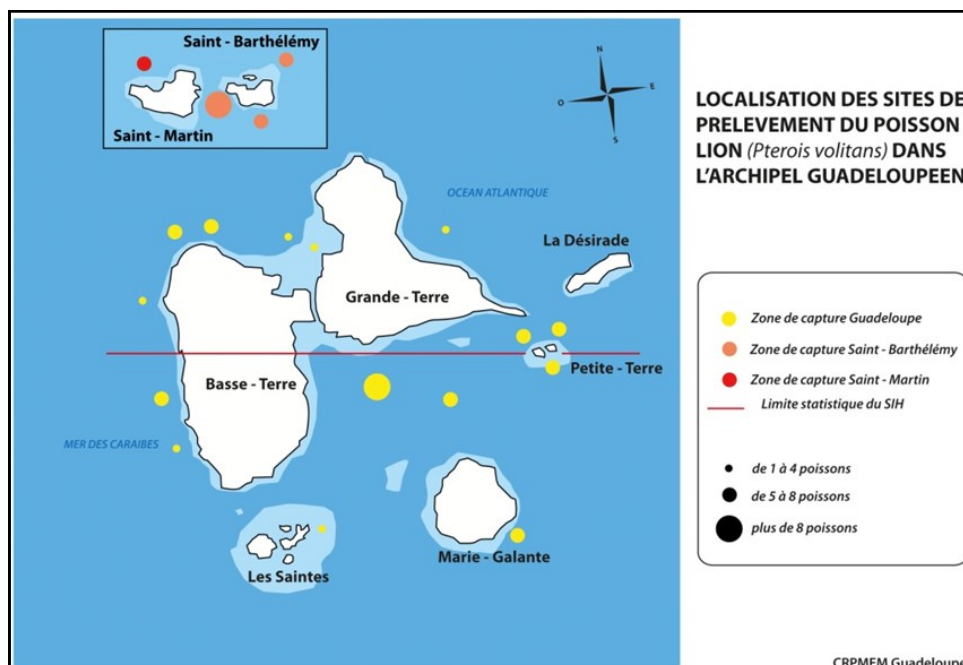 Saint - Barthélémy
Saint - Martin
N
E
O
S
LOCALISATION DES SITES DE
PRELEVEMENT DU POISSON
LION (Pterois volitans) DANS
L'ARCHIPEL GUADELOUPEEN
OCEAN ATLANTIQUE
La Désirade
Grande - Terre
Basse - Terre
Petite - Terre
MER DES CARAIBES
Les Saintes
Marie - Galante
Zone de capture Guadeloupe
Zone de capture Saint - Barthélémy
Zone de capture Saint - Martin
Limite statistique du SIH
de 1 à 4 poissons
de 5 à 8 poissons
plus de 8 poissons
CRPMEM Guadeloupe